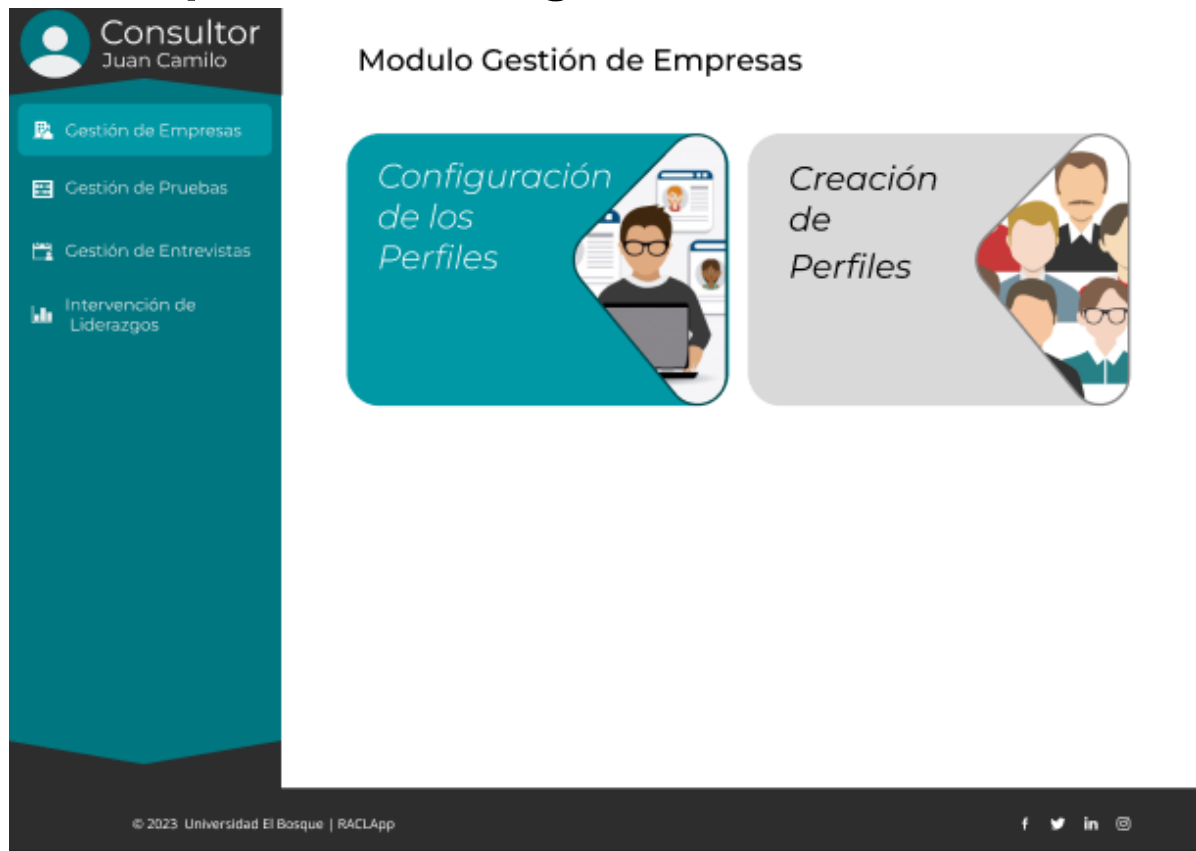 Consultor
Juan Camilo
Modulo Gestión de Empresas
Gestión de Empresas
Gestión de Pruebas
Gestión de Entrevistas
Intervención de
Liderazgos
Configuración
de los
Perfiles
Creación
de
Perfiles
© 2023 Universidad El Bosque | RACLApp